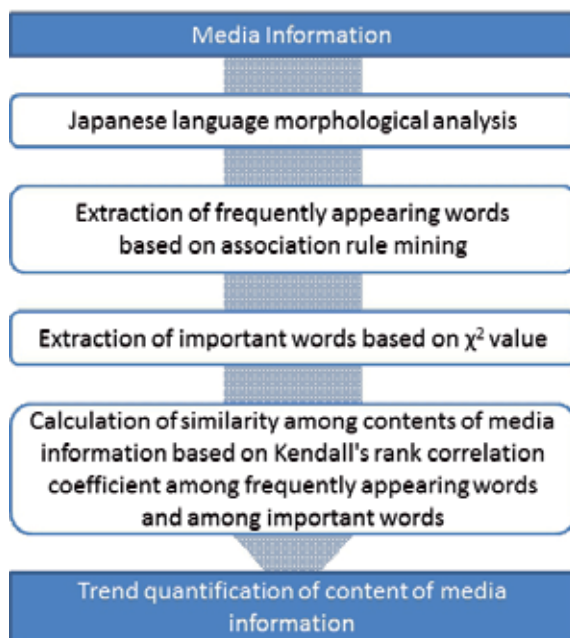 Media Information
Japanese language morphological analysis
Extraction of frequently appearing words
based on association rule mining
Extraction of important words based on χ² value
Calculation of similarity among contents of media
information based on Kendall's rank correlation
coefficient among frequently appearing words
and among important words
Trend quantification of content of media
information